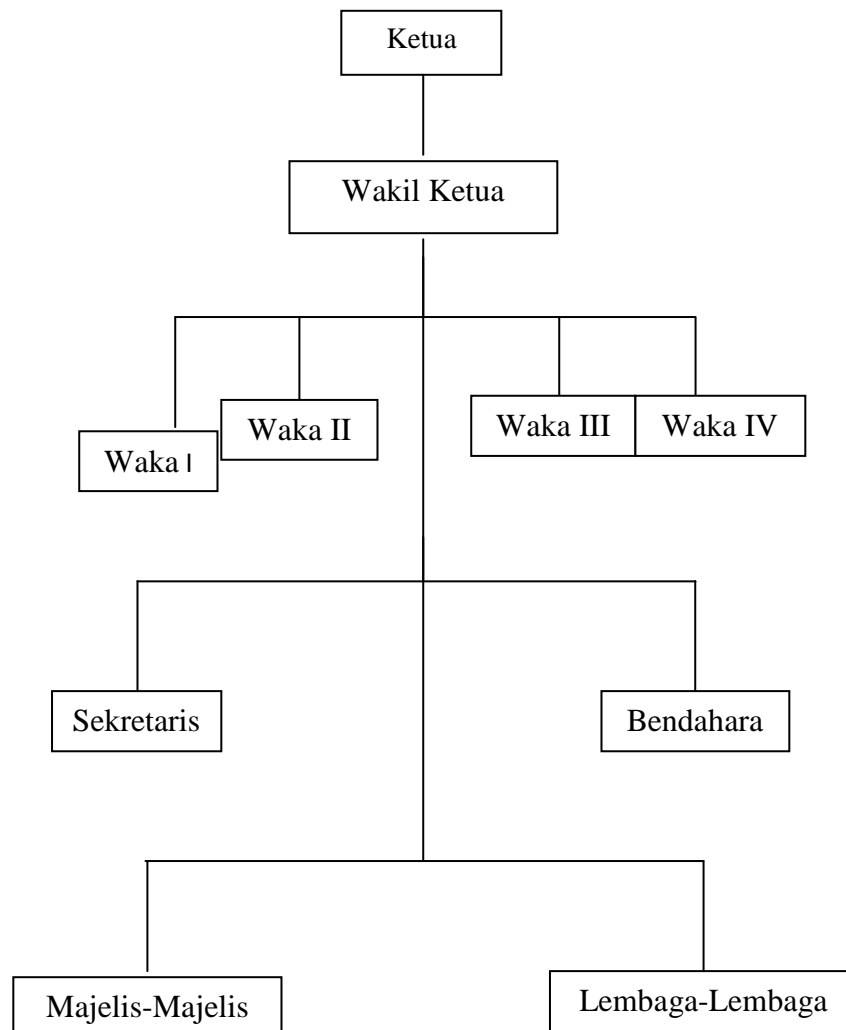 Ketua
Wakil Ketua
Waka I
Waka II
Waka III
Waka IV
Sekretaris
Bendahara
Majelis-Majelis
Lembaga-Lembaga